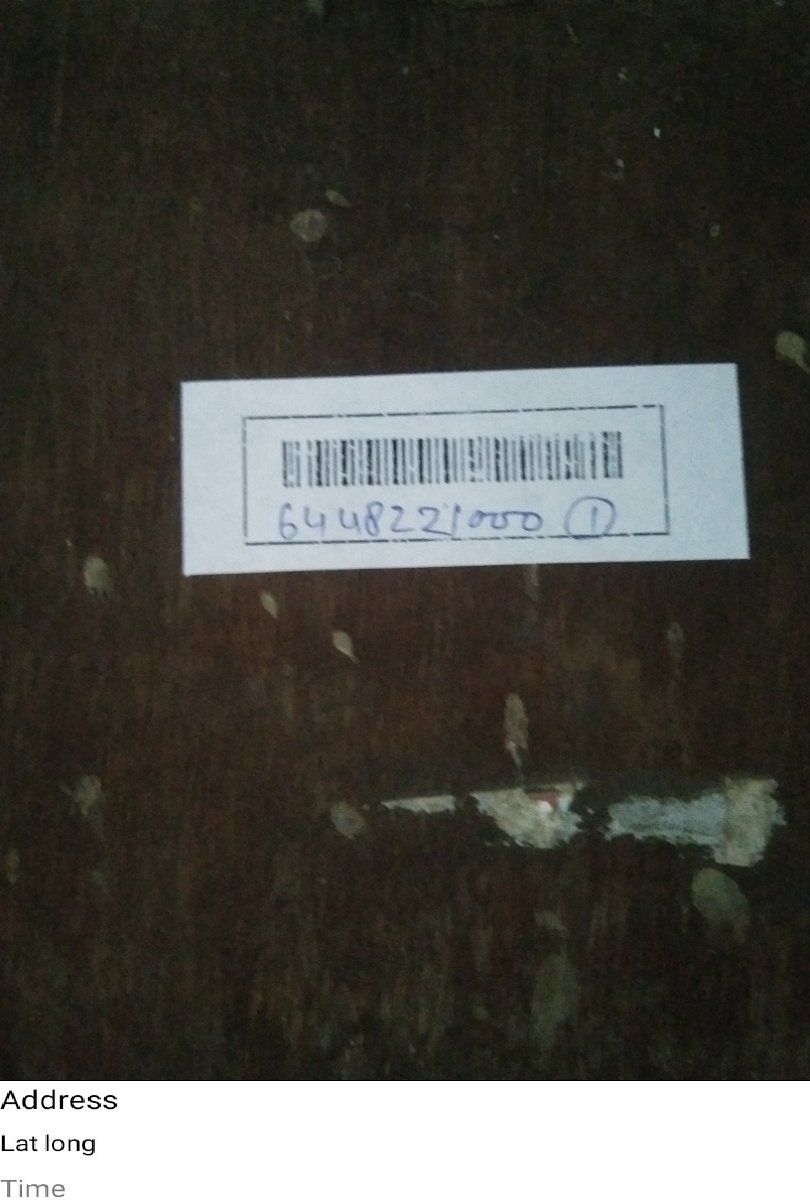 6448221000 ①
Address
Lat long
Time